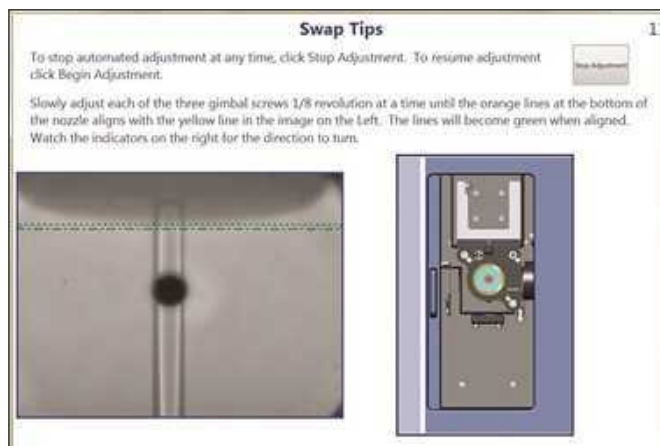 Swap Tips
To stop automated adjustment at any time, click Stop Adjustment. To resume adjustment
click Begin Adjustment.
Stop Adjustment
Slowly adjust each of the three gimbal screws 1/8 revolution at a time until the orange lines at the bottom of
the nozzle aligns with the yellow line in the image on the Left. The lines will become green when aligned.
Watch the indicators on the right for the direction to turn.